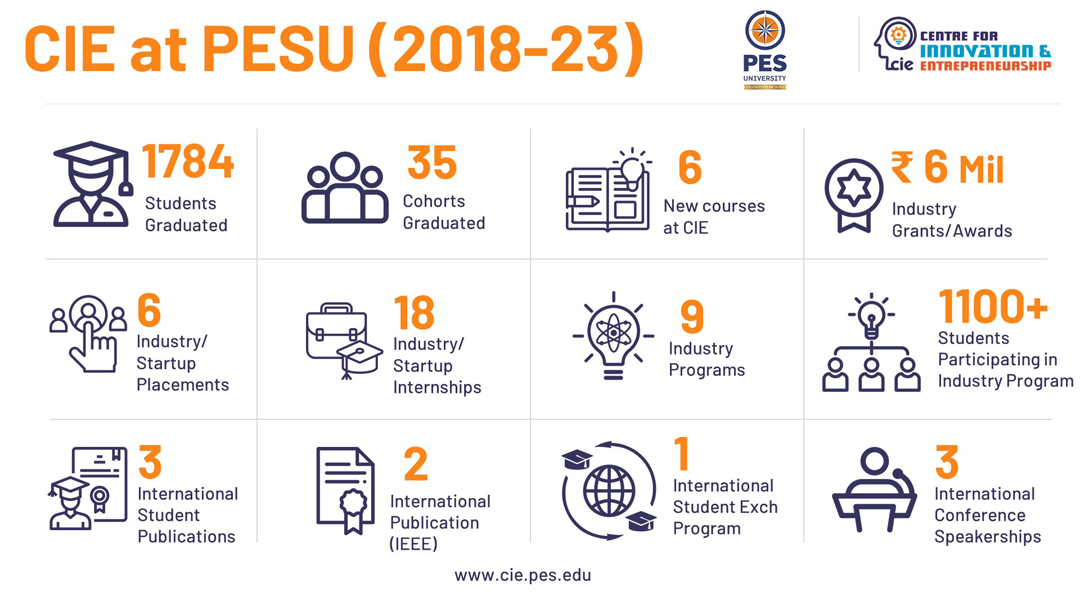 CIE at PESU (2018-23)
PES
UNIVERSITY
cie
CENTRE FOR
INNOVATION &
ENTREPRENEURSHIP
1784
Students
Graduated
35
Cohorts
Graduated
6
New courses
at CIE
₹ 6 Mil
Industry
Grants/Awards
6
Industry/
Startup
Placements
18
Industry/
Startup
Internships
9
Industry
Programs
1100+
Students
Participating in
Industry Program
3
International
Student
Publications
2
International
Publication
(IEEE)
1
International
Student Exch
Program
3
International
Conference
Speakerships
www.cie.pes.edu